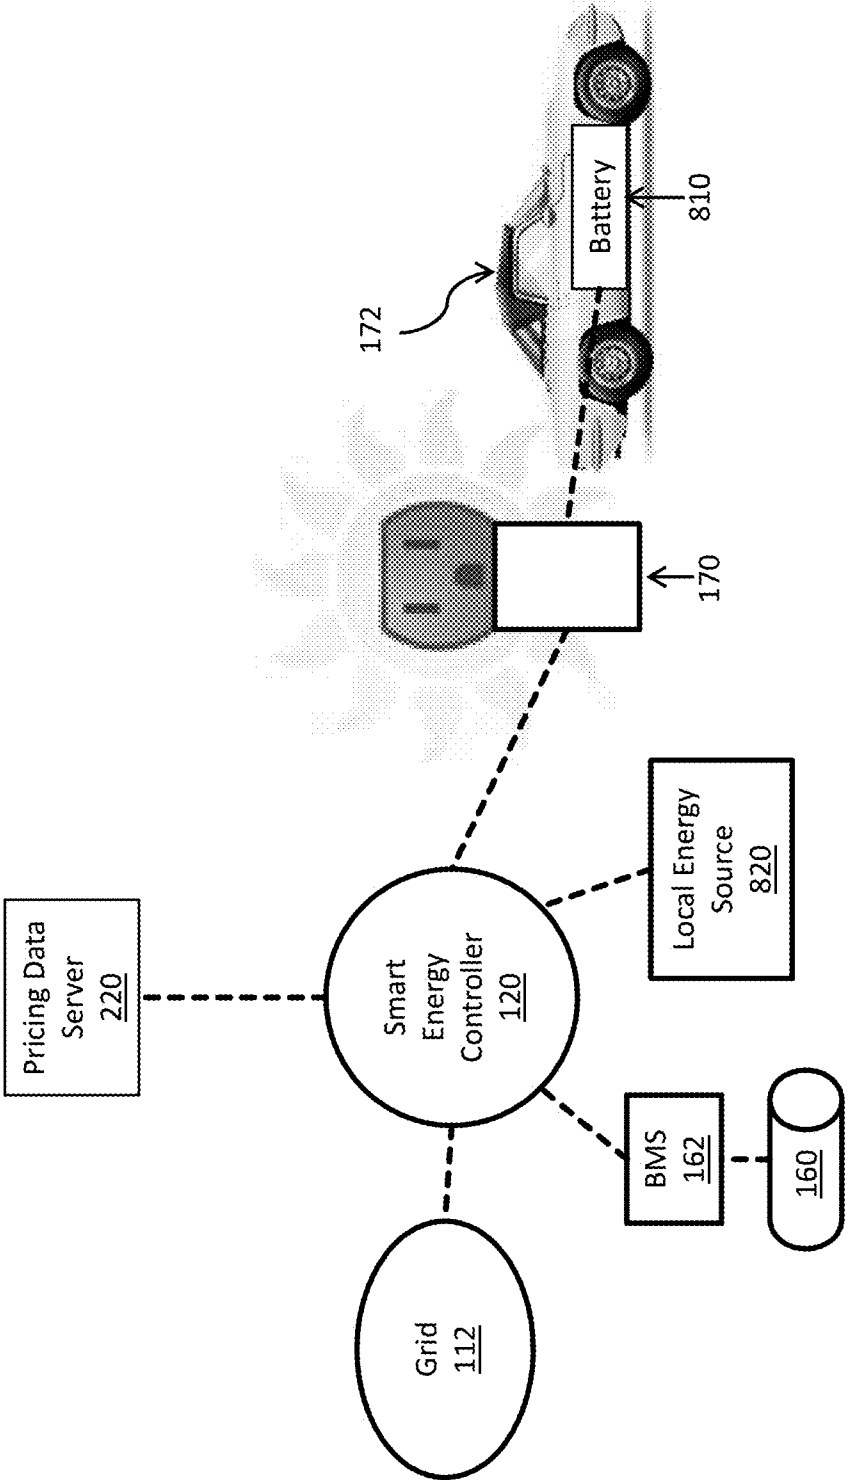 Pricing Data
Server
220
Grid
112
Smart
Energy
Controller
120
172
Battery
810
170
BMS
162
160
Local Energy
Source
820